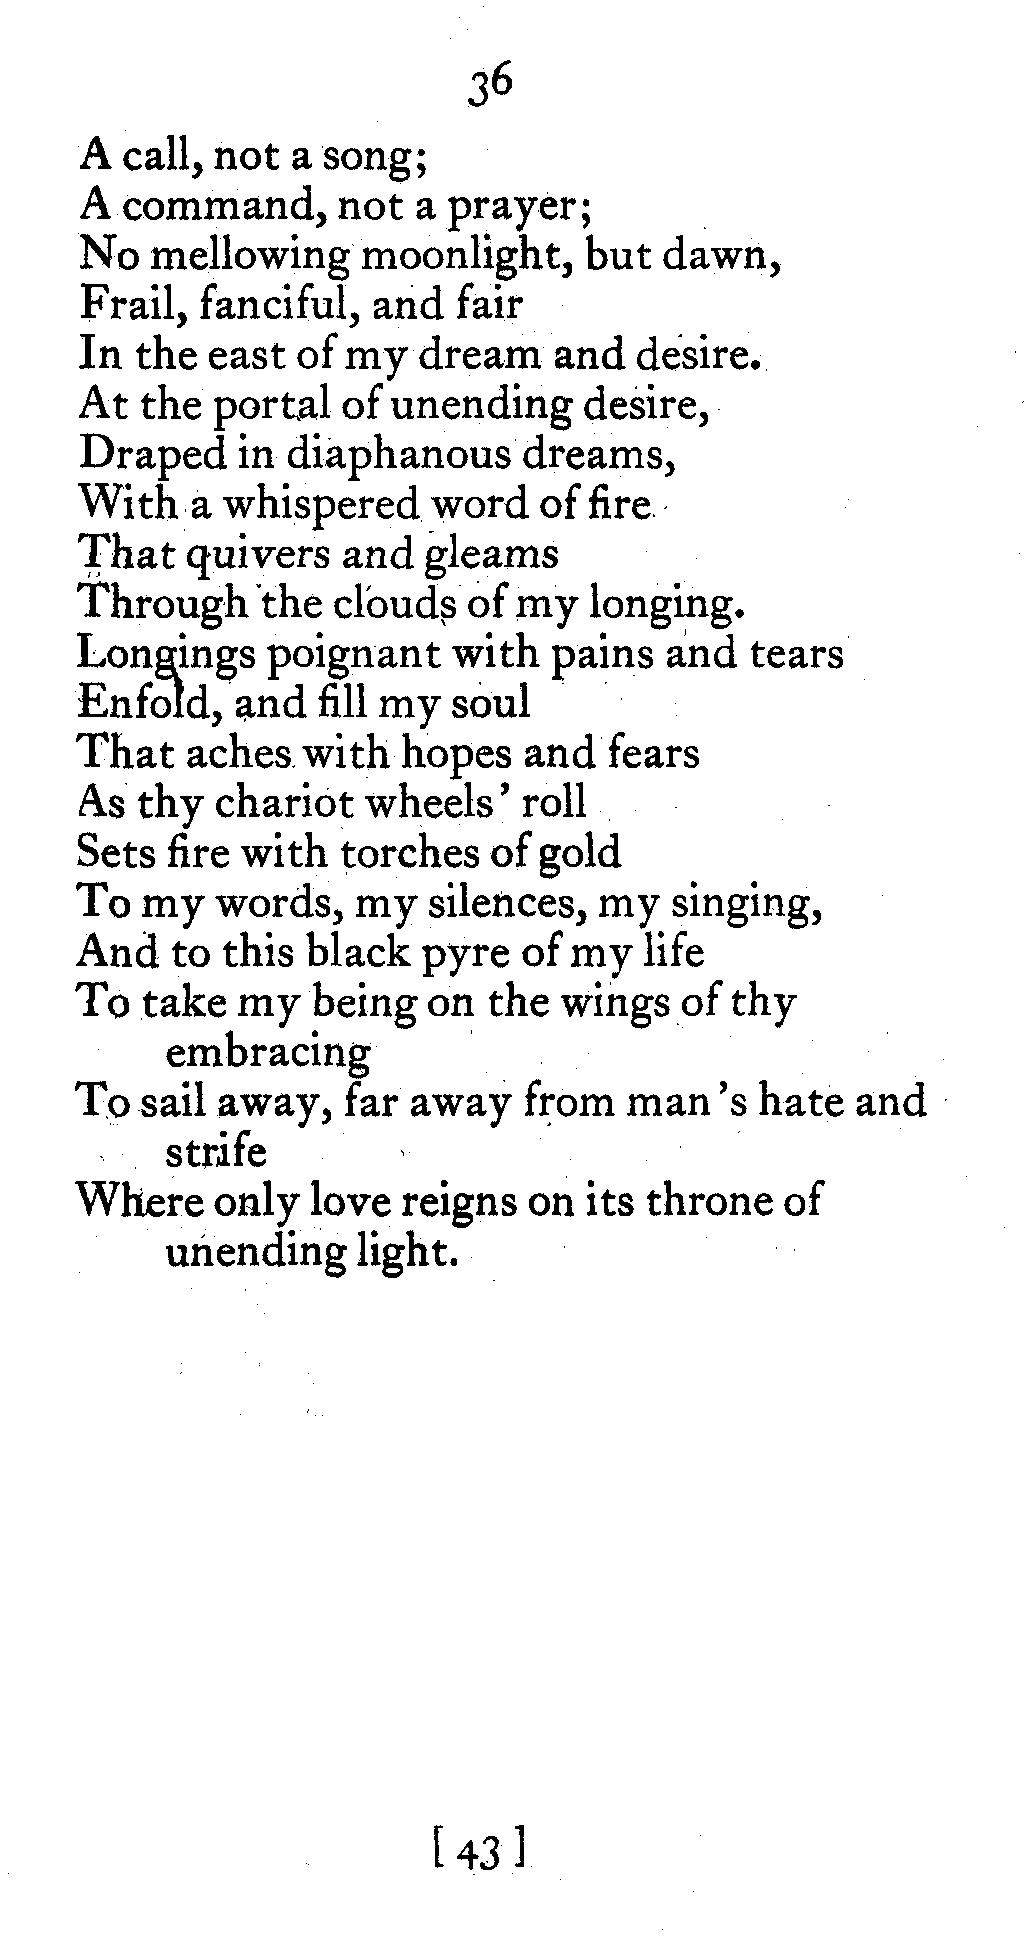 36
A call, not a song;
A command, not a prayer;
No mellowing moonlight, but dawn,
Frail, fanciful, and fair
In the east of my dream and desire.
At the portal of unending desire,
Draped in diaphanous dreams,
With a whispered word of fire
That quivers and gleams
Through the clouds of my longing.
Longings poignant with pains and tears
Enfold, and fill my soul
That aches with hopes and fears
As thy chariot wheels' roll
Sets fire with torches of gold
To my words, my silences, my singing,
And to this black pyre of my life
To take my being on the wings of thy
embracing
To sail away, far away from man's hate and
strife
Where only love reigns on its throne of
unending light.
[ 43 ]